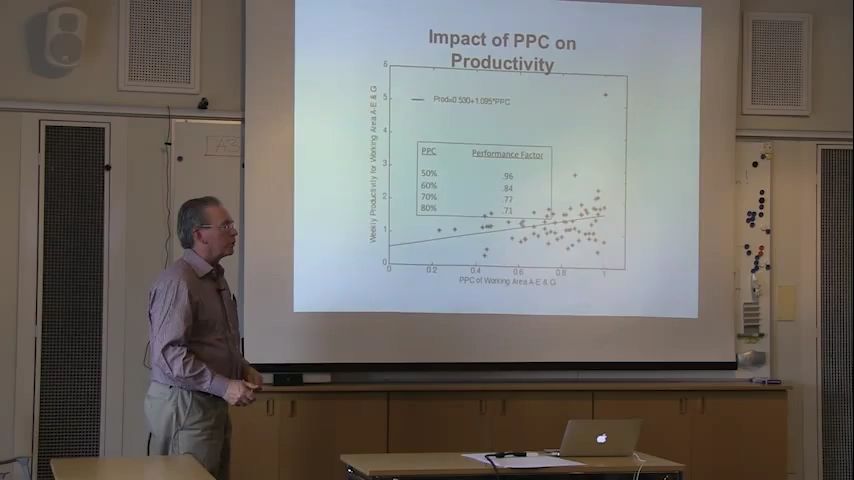 Impact of PPC on
Productivity
Prod=0.530+1.095*PPC
PPC Performance Factor
50% .96
60% .84
70% .77
80% .71
Weekly Productivity for Working Area A-E & G
6
5
4
3
2
1
0
0 0.2 0.4 0.6 0.8 1
PPC of Working Area A-E & G